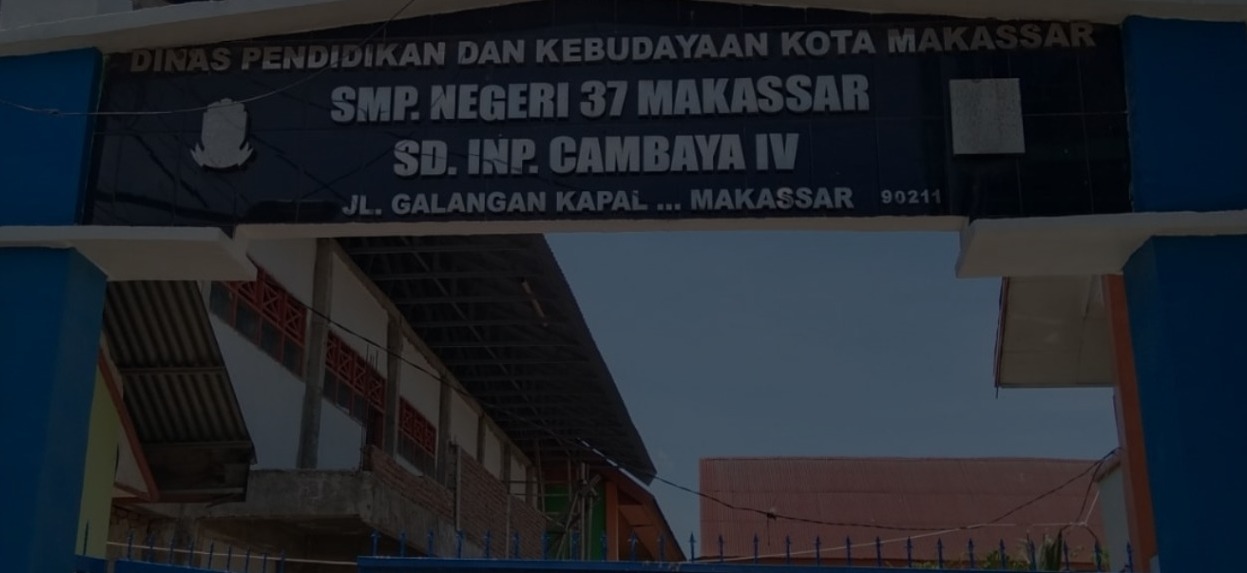 DINAS PENDIDIKAN DAN KEBUDAYAAN KOTA MAKASSAR
SMP. NEGERI 37 MAKASSAR
SD. INP. CAMBAYA IV
JL. GALANGAN KAPAL ... MAKASSAR 90211